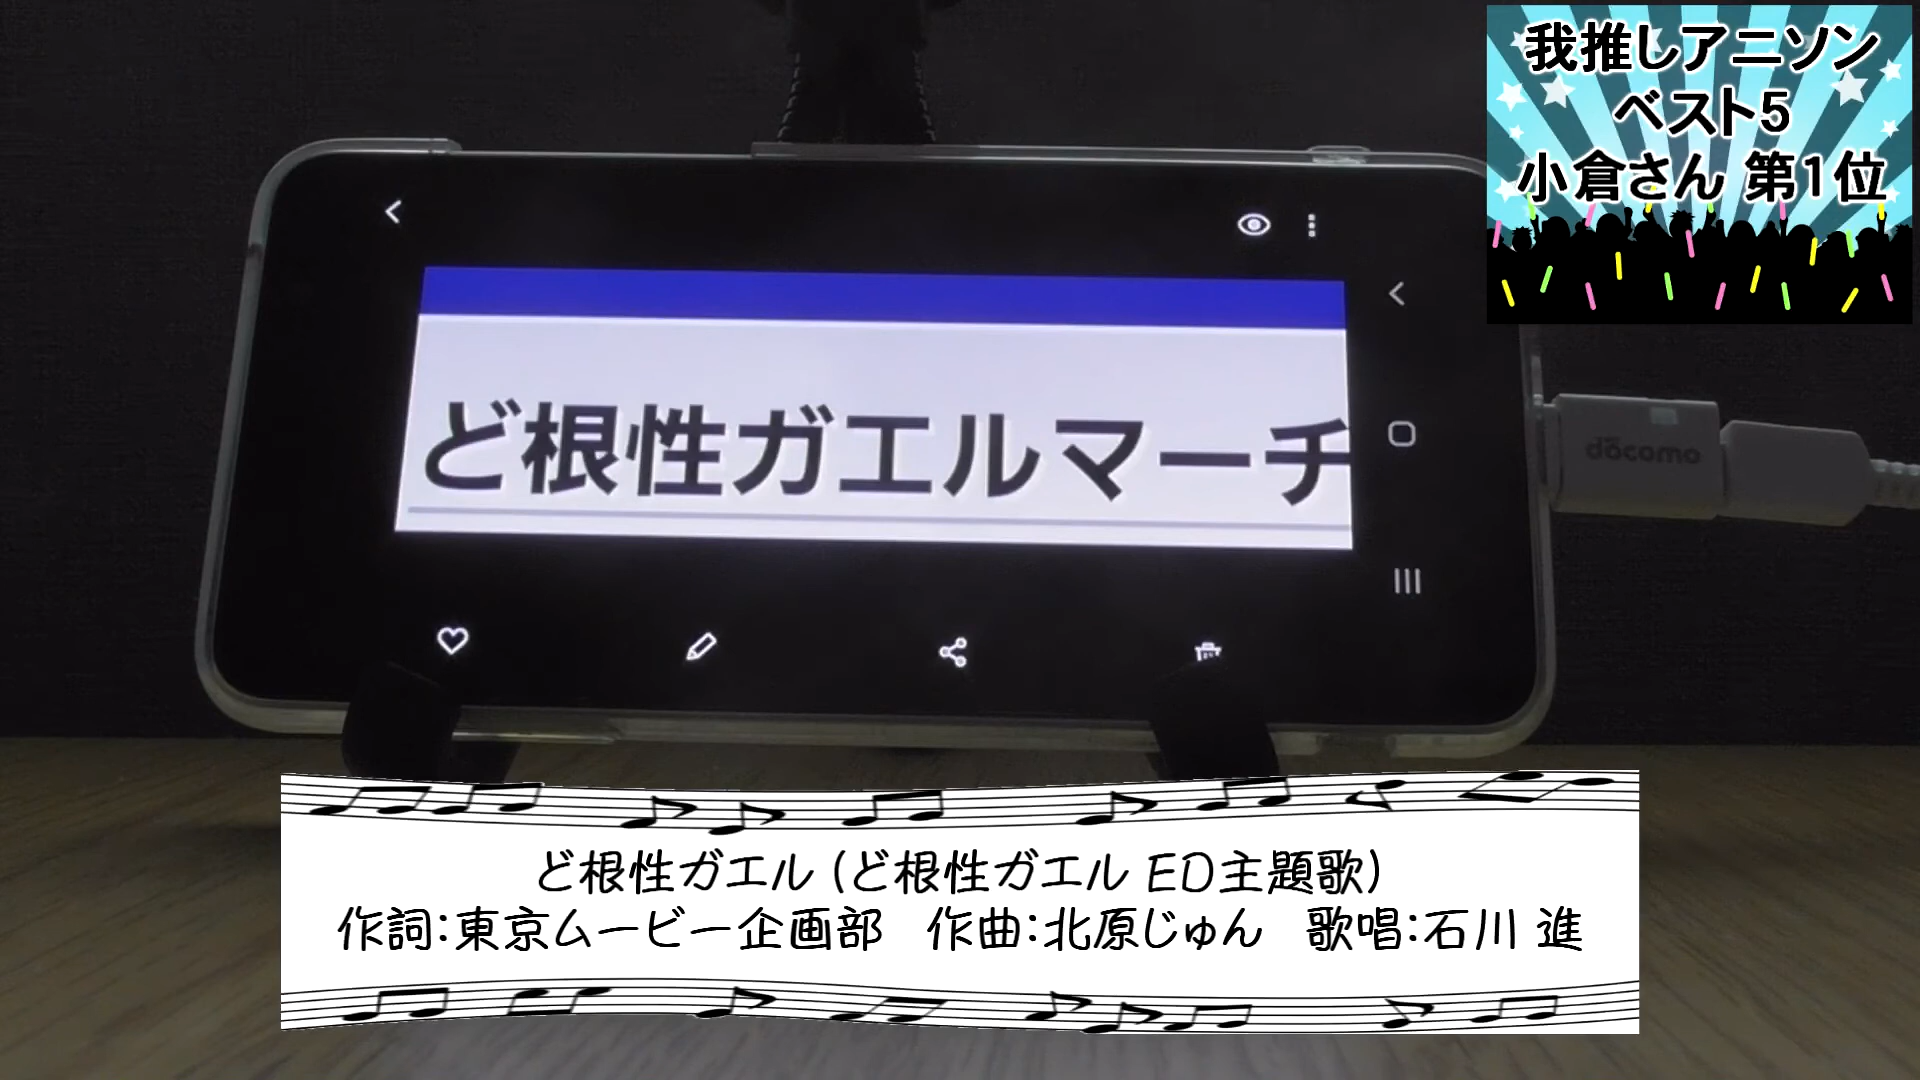 我推しアニソン
ベスト5
小倉さん 第1位
ど根性ガエルマーチ
docomo
ど根性ガエル (ど根性ガエル ED主題歌)
作詞:東京ムービー企画部 作曲:北原じゅん 歌唱:石川 進